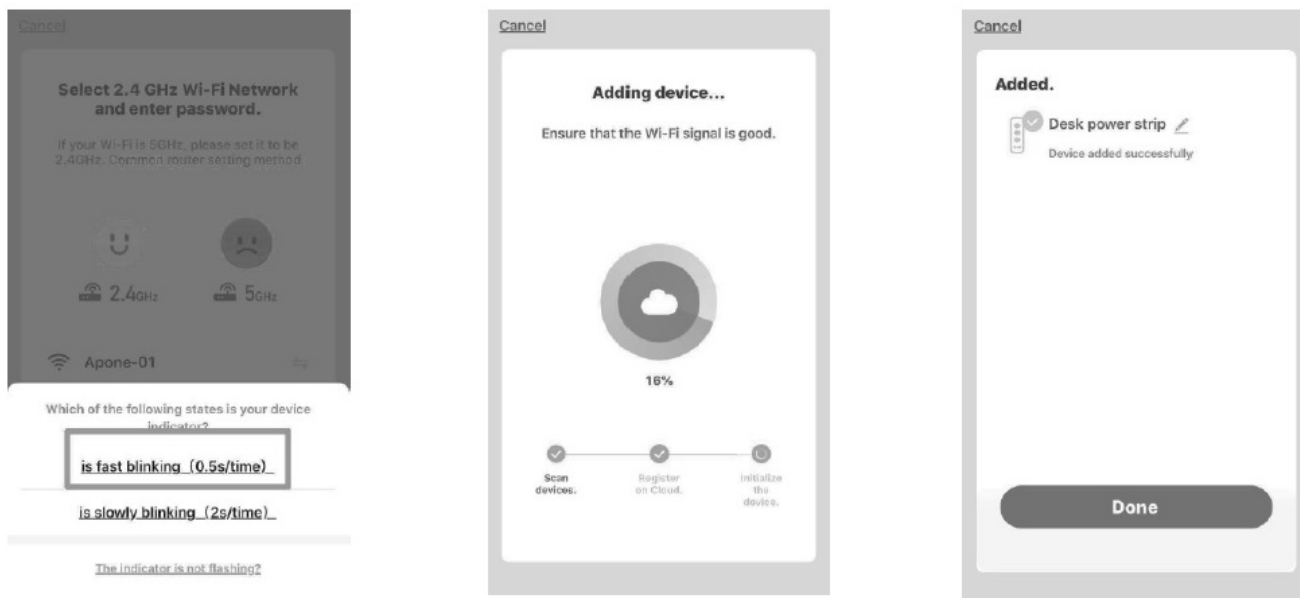 Cancel
Select 2.4 GHz Wi-Fi Network
and enter password.
If your Wi-Fi is 5GHz, please set it to be
2.4GHz. Common router setting method
2.4GHz
5GHz
Apone-01
Which of the following states is your device
indicator?
is fast blinking (0.5s/time)
is slowly blinking (2s/time)
The indicator is not flashing?
Cancel
Adding device...
Ensure that the Wi-Fi signal is good.
16%
Scan
devices.
Register
on Cloud.
Initialize
the
device.
Cancel
Added.
Desk power strip
Device added successfully
Done